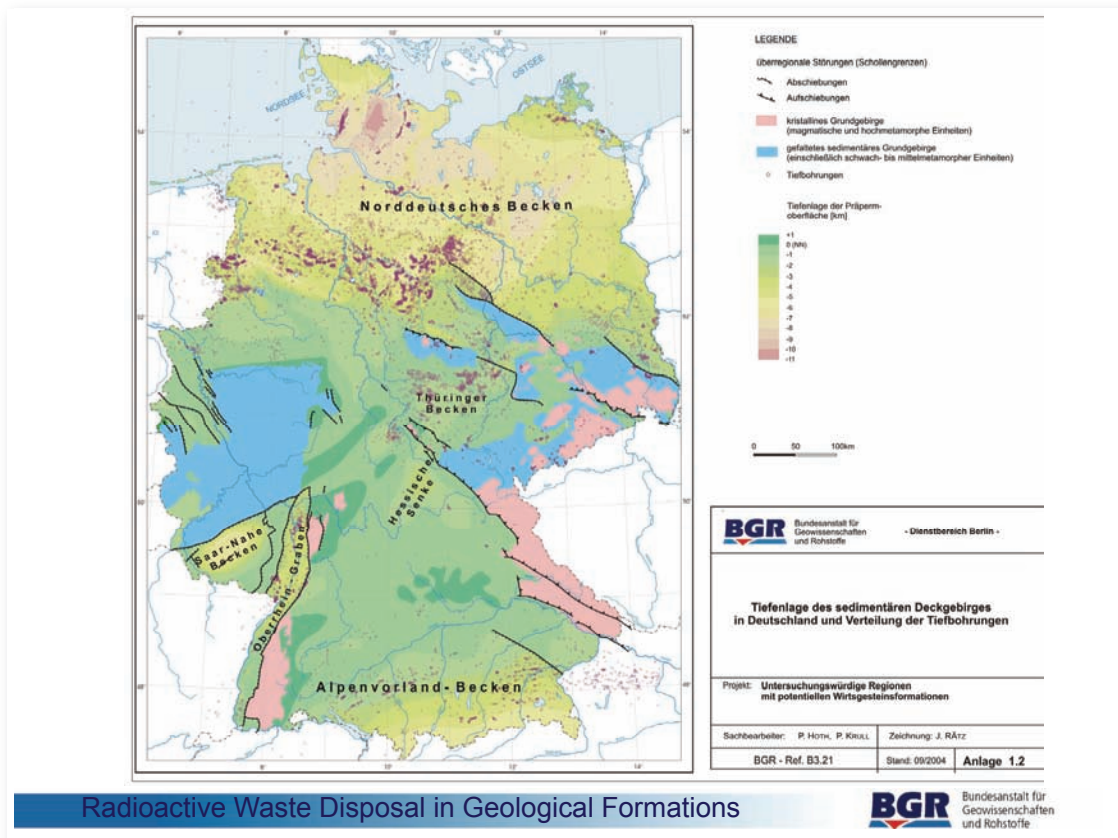 NORDSEE
OSTSEE
Norddeutsches Becken
Thüringer
Becken
Hessische
Senke
Saar-Nahe
Becken
Oberrhein-Graben
Alpenvorland-Becken
LEGENDE
überregionale Störungen (Schollengrenzen)
Abschiebungen
Aufschiebungen
kristallines Grundgebirge
(magmatische und hochmetamorphe Einheiten)
gefaltetes sedimentäres Grundgebirge
(einschließlich schwach- bis mittelmetamorpher Einheiten)
Tiefbohrungen
Tiefenlage der Präperm-
oberfläche [km]
+1
0 (NN)
-1
-2
-3
-4
-5
-6
-7
-8
-9
-10
-11
0 50 100km
BGR
Bundesanstalt für
Geowissenschaften
und Rohstoffe
- Dienstbereich Berlin -
Tiefenlage des sedimentären Deckgebirges
in Deutschland und Verteilung der Tiefbohrungen
Projekt: Untersuchungswürdige Regionen
mit potentiellen Wirtsgesteinsformationen
Sachbearbeiter: P. HOTH, P. KRULL
Zeichnung: J. RÄTZ
BGR - Ref. B3.21
Stand: 09/2004
Anlage 1.2
Radioactive Waste Disposal in Geological Formations
BGR
Bundesanstalt für
Geowissenschaften
und Rohstoffe